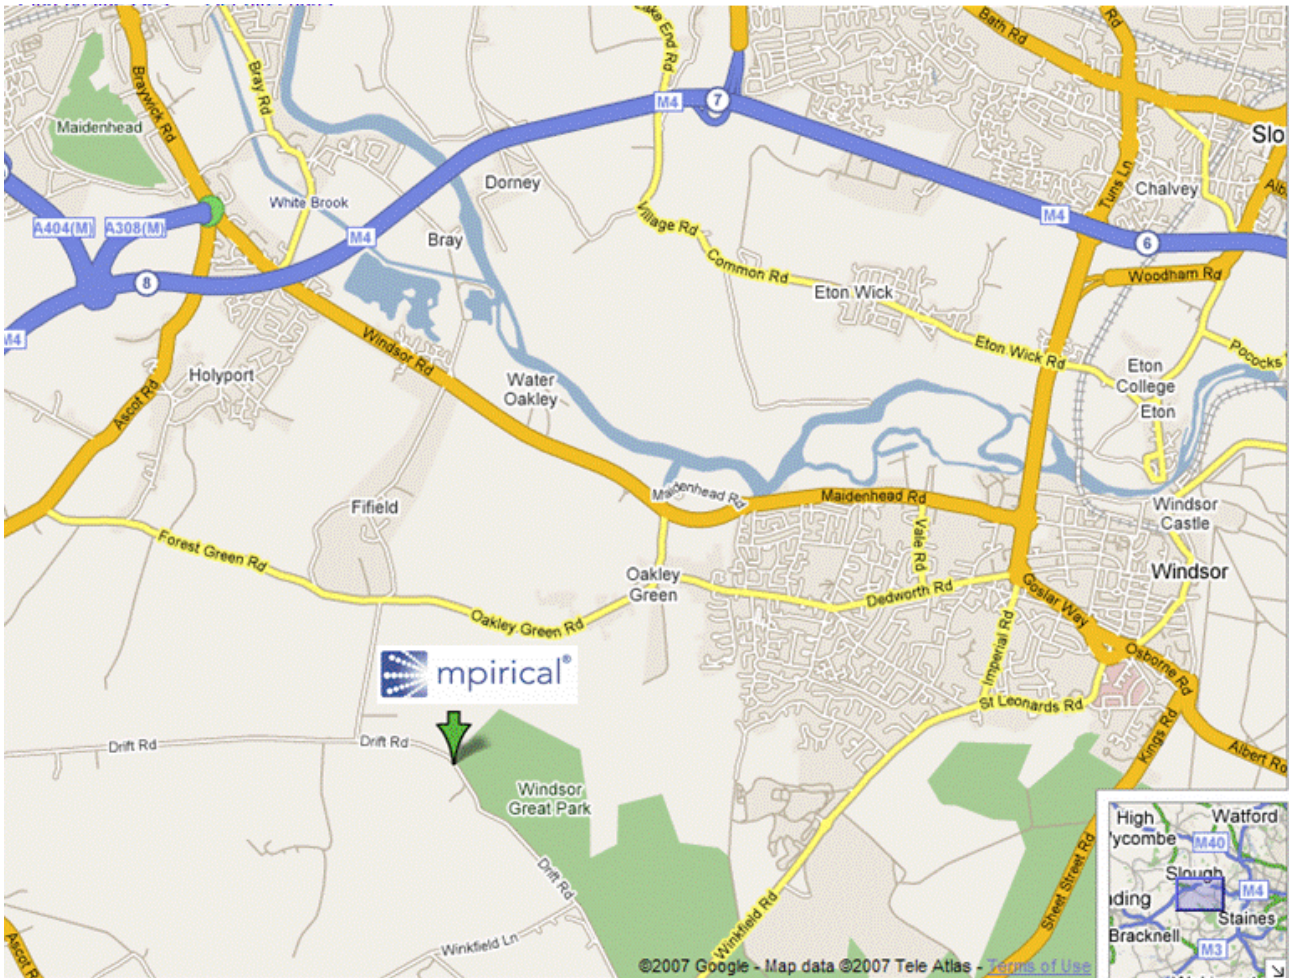 Lake End Rd
Bath Rd
Rd
Braywick Rd
Bray Rd
M4
7
Maidenhead
Slo
Dorney
Tuns Ln
Chalvey
Alb
White Brook
A404(M)
A308(M)
Village Rd
M4
M4
Bray
6
8
Common Rd
Woodham Rd
Eton Wick
M4
Windsor Rd
Eton Wick Rd
Pococks
Holyport
Eton
College
Water
Oakley
Ascot Rd
Eton
Maidenhead Rd
Maidenhead Rd
Fifield
Windsor
Castle
Vale Rd
Forest Green Rd
Oakley
Green
Windsor
Dedworth Rd
Goslar Way
Oakley Green Rd
Imperial Rd
Osborne Rd
mpirical®
St Leonards Rd
Kings Rd
Drift Rd
Drift Rd
Albert Ro
Windsor
Great Park
Drift Rd
Sheet Street Rd
Winkfield Rd
Winkfield Ln
Ascot R
High
Wycombe
Watford
M40
Slough
M4
ading
Staines
Bracknell
M3
©2007 Google - Map data ©2007 Tele Atlas - Terms of Use